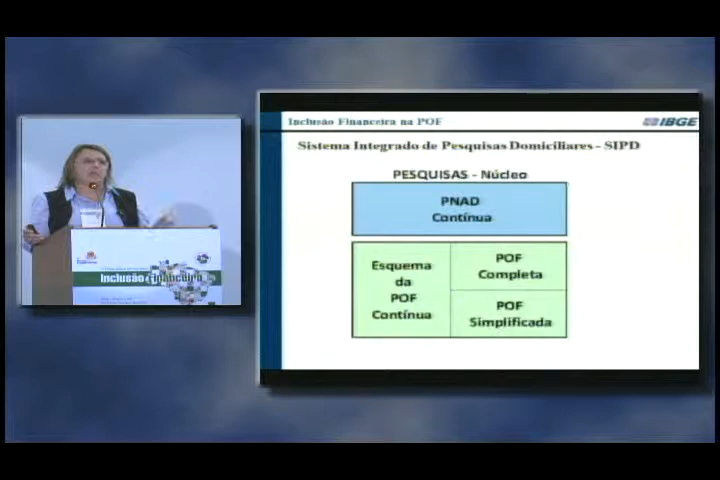 Inclusão Financeira na POF
IBGE
Sistema Integrado de Pesquisas Domiciliares - SIPD
PESQUISAS - Núcleo
PNAD
Contínua
Esquema
da
POF
Contínua
POF
Completa
POF
Simplificada
Inclusão Financeira